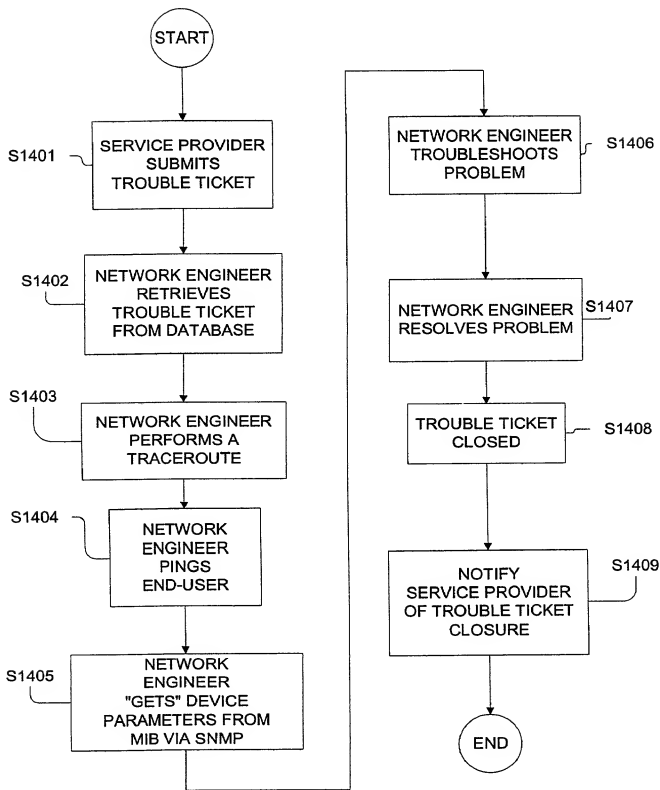 START
S1401
SERVICE PROVIDER
SUBMITS
TROUBLE TICKET
S1402
NETWORK ENGINEER
RETRIEVES
TROUBLE TICKET
FROM DATABASE
S1403
NETWORK ENGINEER
PERFORMS A
TRACEROUTE
S1404
NETWORK
ENGINEER
PINGS
END-USER
S1405
NETWORK
ENGINEER
"GETS" DEVICE
PARAMETERS FROM
MIB VIA SNMP
NETWORK ENGINEER
TROUBLESHOOTS
PROBLEM
S1406
NETWORK ENGINEER
RESOLVES PROBLEM
S1407
TROUBLE TICKET
CLOSED
S1408
NOTIFY
SERVICE PROVIDER
OF TROUBLE TICKET
CLOSURE
S1409
END